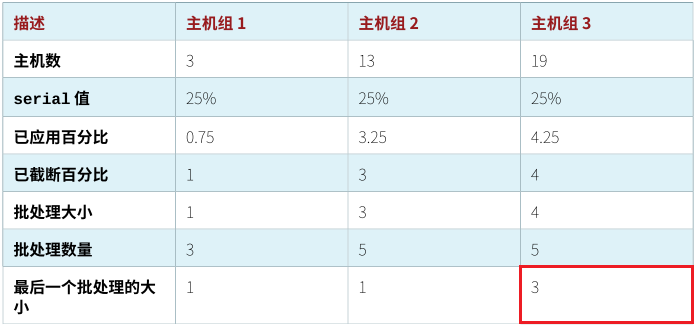 描述 主机组 1 主机组 2 主机组 3
主机数 3 13 19
serial 值 25% 25% 25%
已应用百分比 0.75 3.25 4.25
已截断百分比 1 3 4
批处理大小 1 3 4
批处理数量 3 5 5
最后一个批处理的大 1 1 3
小